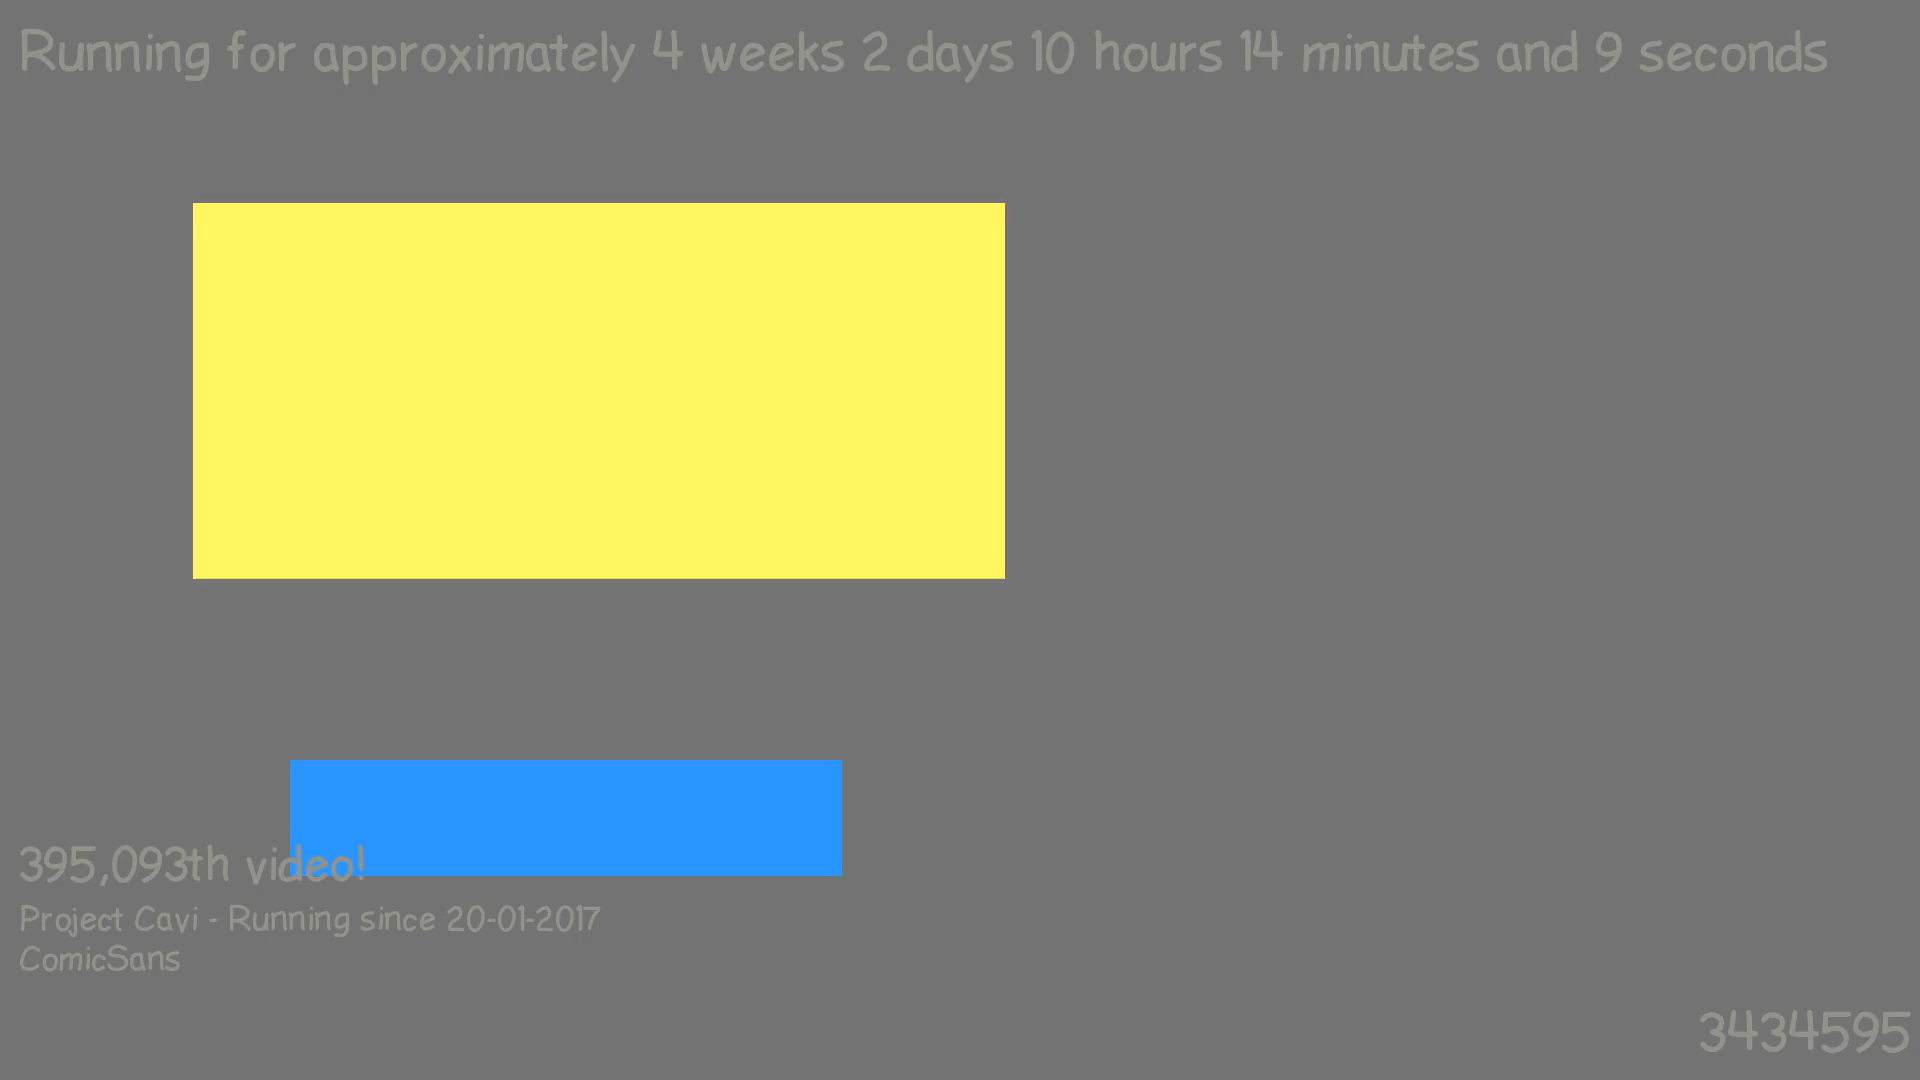 Running for approximately 4 weeks 2 days 10 hours 14 minutes and 9 seconds
395,093th video!
Project Cavi - Running since 20-01-2017
ComicSans
3434595